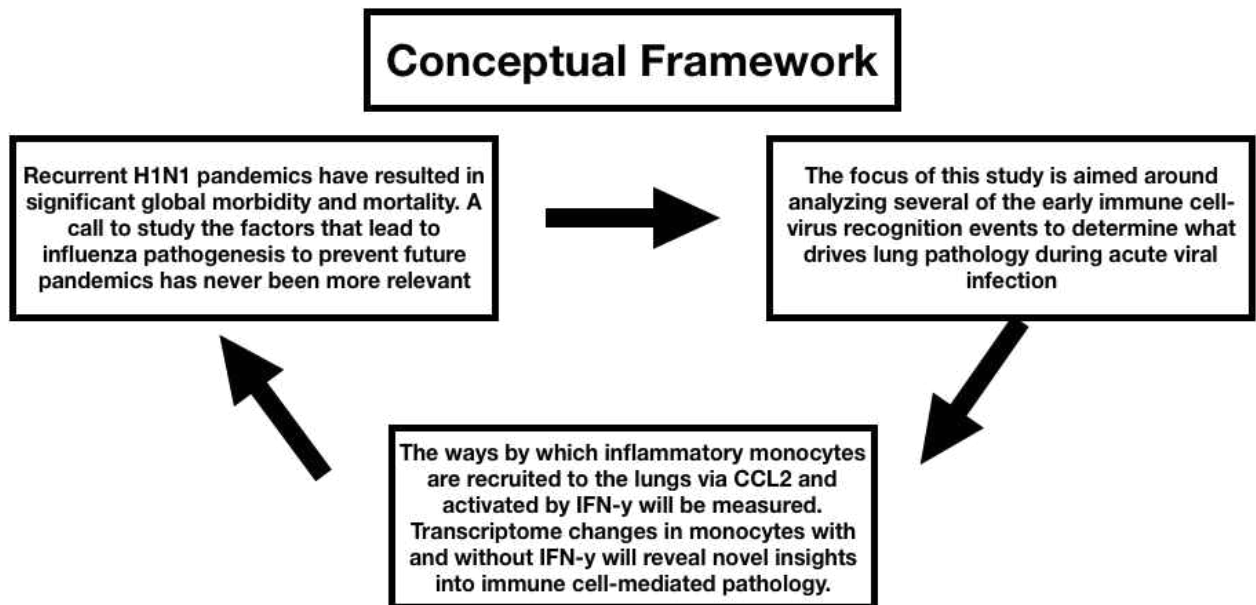 Conceptual Framework
Recurrent H1N1 pandemics have resulted in
significant global morbidity and mortality. A
call to study the factors that lead to
influenza pathogenesis to prevent future
pandemics has never been more relevant
The focus of this study is aimed around
analyzing several of the early immune cell-
virus recognition events to determine what
drives lung pathology during acute viral
infection
The ways by which inflammatory monocytes
are recruited to the lungs via CCL2 and
activated by IFN-y will be measured.
Transcriptome changes in monocytes with
and without IFN-y will reveal novel insights
into immune cell-mediated pathology.